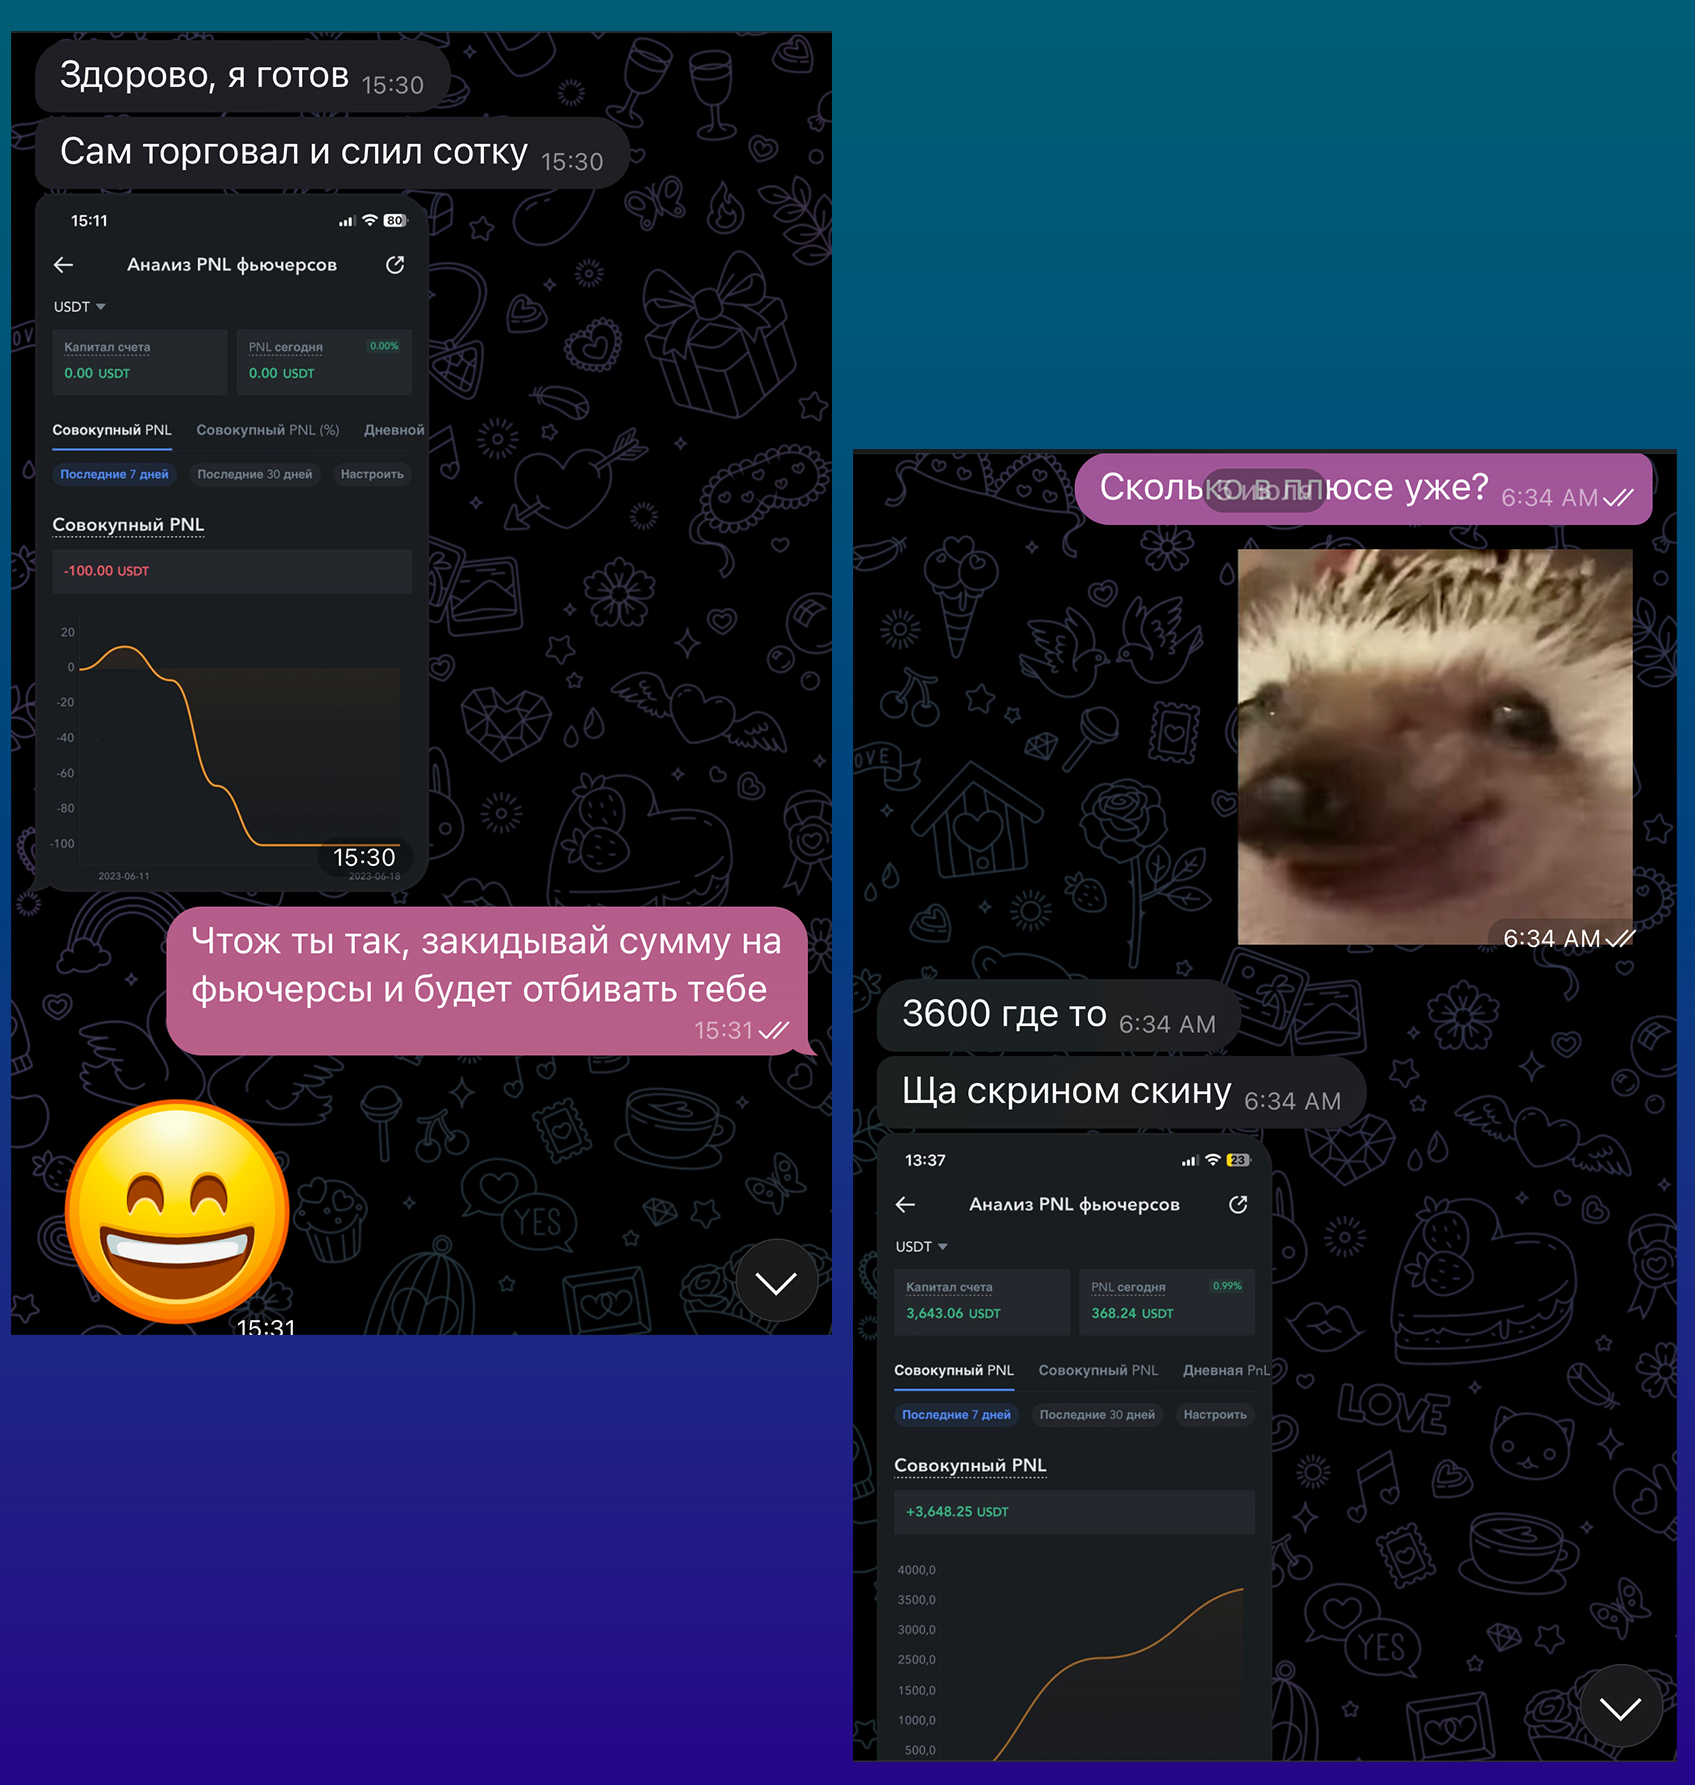 Здорово, я готов 15:30
Сам торговал и слил сотку 15:30
15:11
80
Анализ PNL фьючерсов
USDT
Капитал счета
0.00 USDT
PNL сегодня 0.00%
0.00 USDT
Совокупный PNL Совокупный PNL (%) Дневной
Последние 7 дней Последние 30 дней Настроить
Совокупный PNL
-100.00 USDT
20
0
-20
-40
-60
-80
-100
15:30
2023-06-11 2023-06-18
Чтож ты так, закидывай сумму на
фьючерсы и будет отбивать тебе
15:31
15:31
YES
Сколько в плюсе уже? 6:34 AM
5 июля
6:34 AM
3600 где то 6:34 AM
Ща скрином скину 6:34 AM
13:37
23
Анализ PNL фьючерсов
USDT
Капитал счета
3,643.06 USDT
PNL сегодня 0.99%
368.24 USDT
Совокупный PNL Совокупный PNL Дневная PnL
Последние 7 дней Последние 30 дней Настроить
Совокупный PNL
+3,648.25 USDT
4000,0
3500,0
3000,0
2500,0
1500,0
1000,0
500,0
LOVE
YES